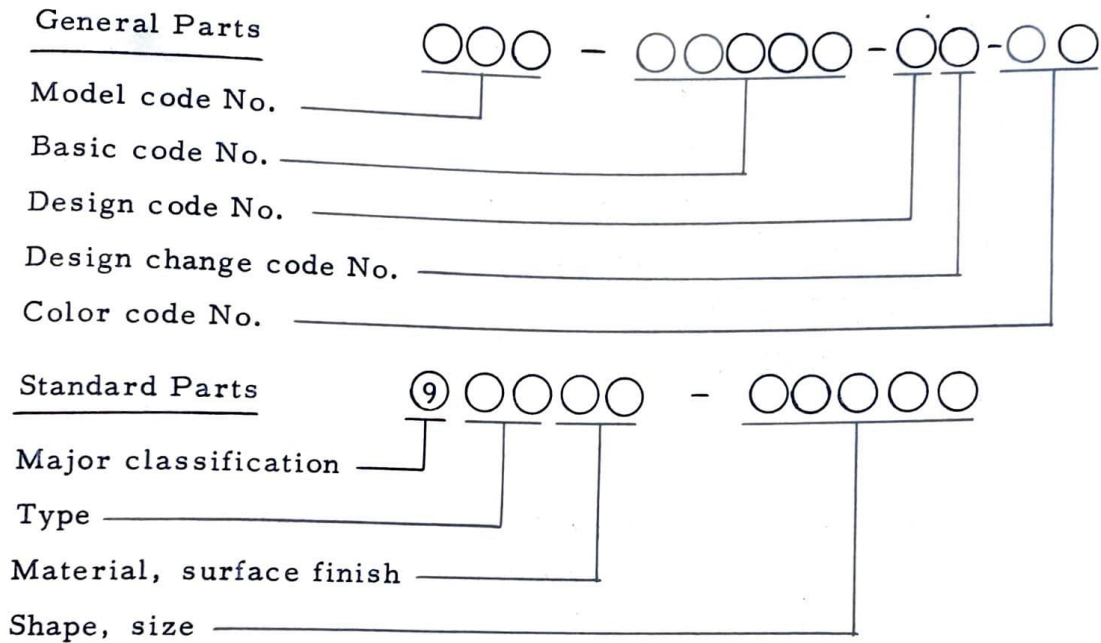 General Parts
○○○ - ○○○○○ - ○○ - ○○
Model code No.
Basic code No.
Design code No.
Design change code No.
Color code No.
Standard Parts
⑨○○○○ - ○○○○○
Major classification
Type
Material, surface finish
Shape, size